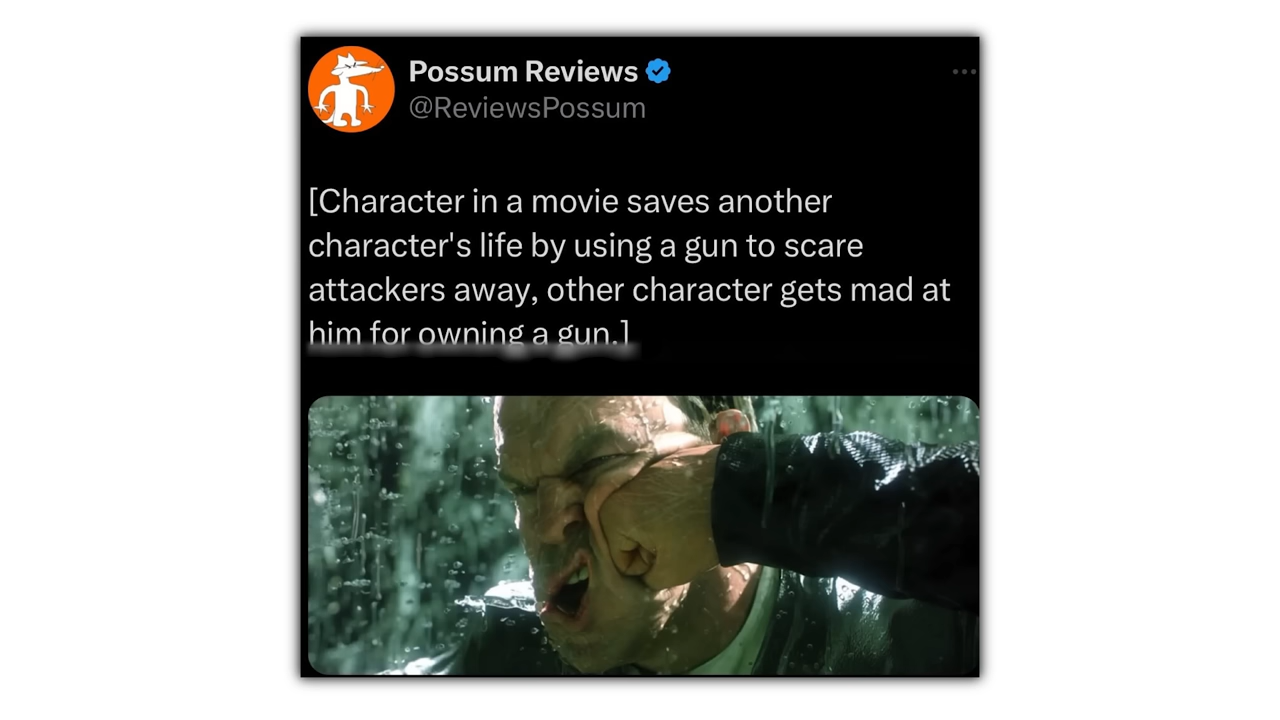 Possum Reviews
@ReviewsPossum
[Character in a movie saves another
character's life by using a gun to scare
attackers away, other character gets mad at
him for owning a gun.]